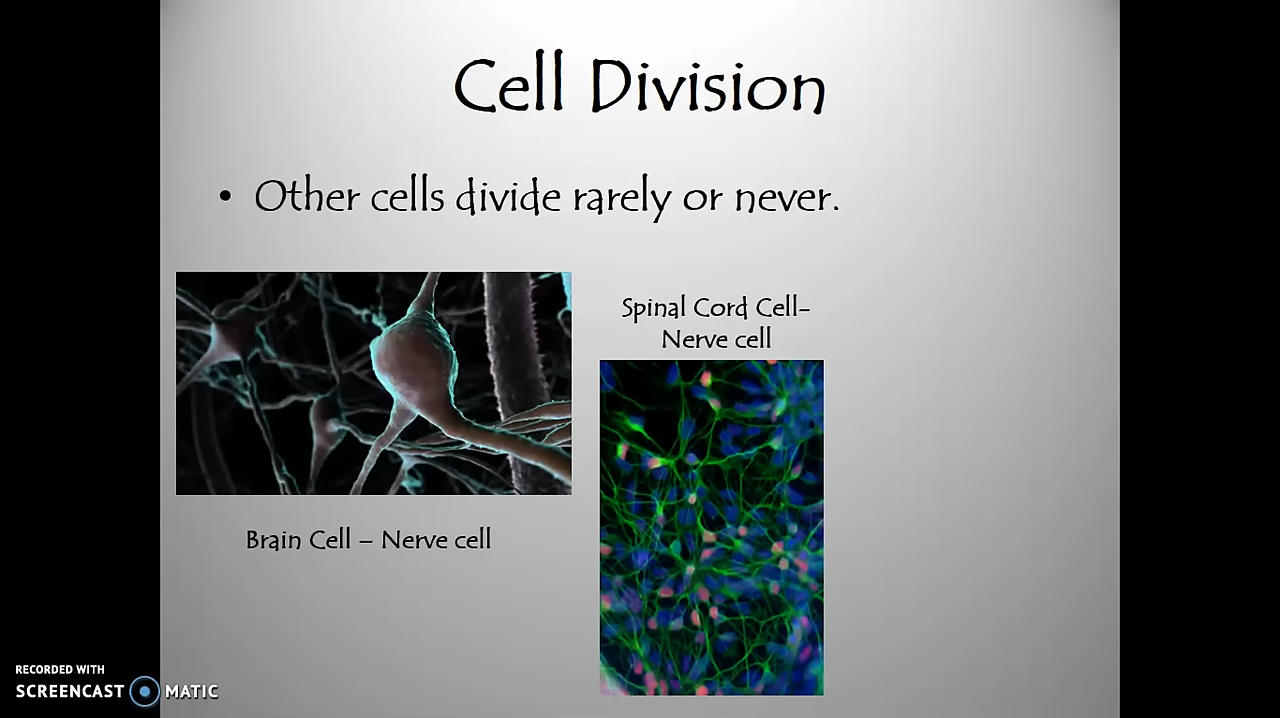 Cell Division
• Other cells divide rarely or never.
Spinal Cord Cell-
Nerve cell
Brain Cell – Nerve cell
RECORDED WITH
SCREENCAST MATIC